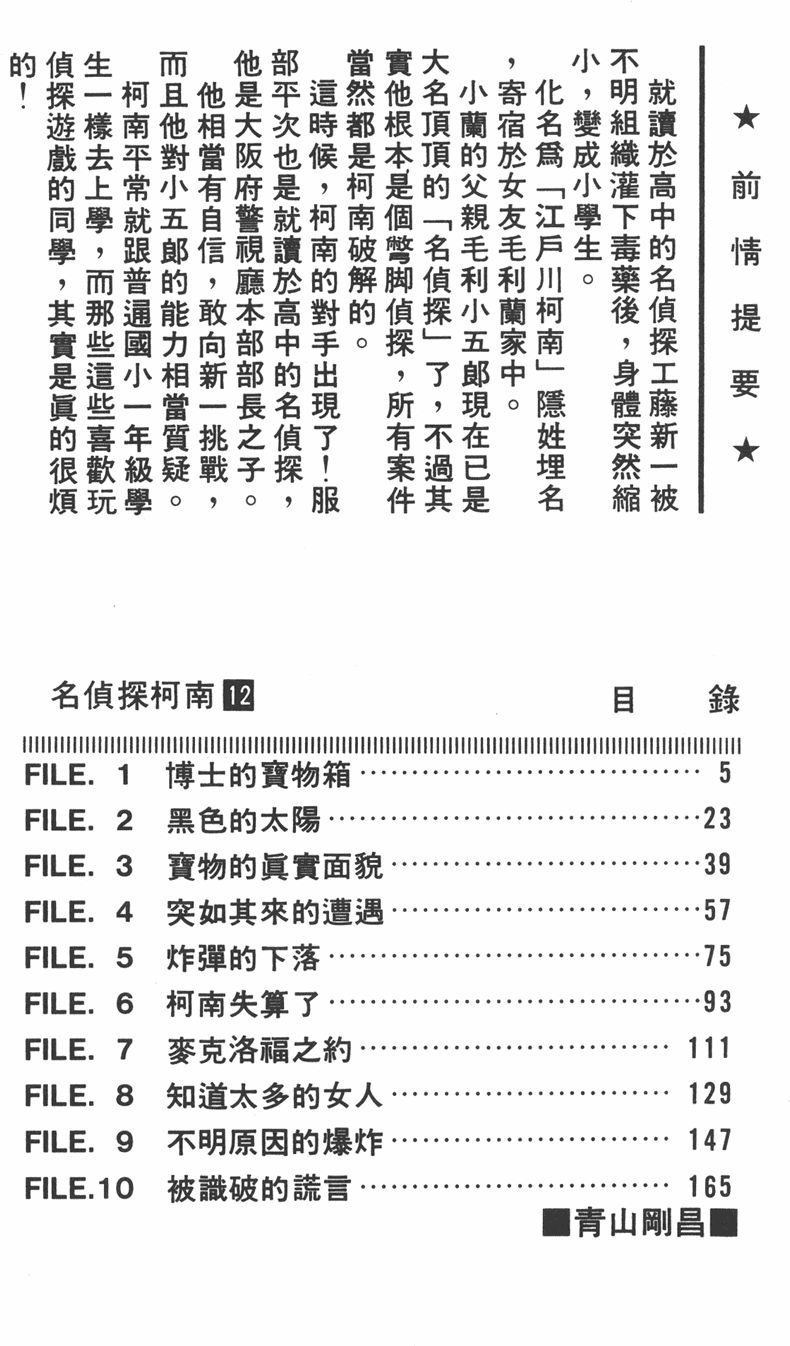 ★前情提要★
就讀於高中的名偵探工藤新一被
不明組織灌下毒藥後，身體突然縮
小，變成小學生。
化名爲「江戶川柯南」隱姓埋名
，寄宿於女友毛利蘭家中。
小蘭的父親毛利小五郎現在已是
大名頂頂的「名偵探」了，不過其
實他根本是個彆脚偵探，所有案件
當然都是柯南破解的。
這時候，柯南的對手出現了！服
部平次也是就讀於高中的名偵探，
他是大阪府警視廳本部部長之子。
他相當有自信，敢向新一挑戰，
而且他對小五郎的能力相當質疑。
柯南平常就跟普通國小一年級學
生一樣去上學，而那些這些喜歡玩
偵探遊戲的同學，其實是眞的很煩
的！
名偵探柯南12
目錄
FILE. 1 博士的寶物箱……………………………5
FILE. 2 黑色的太陽………………………………23
FILE. 3 寶物的眞實面貌…………………………39
FILE. 4 突如其來的遭遇…………………………57
FILE. 5 炸彈的下落………………………………75
FILE. 6 柯南失算了………………………………93
FILE. 7 麥克洛福之約…………………………111
FILE. 8 知道太多的女人………………………129
FILE. 9 不明原因的爆炸………………………147
FILE.10 被識破的謊言…………………………165
■青山剛昌■